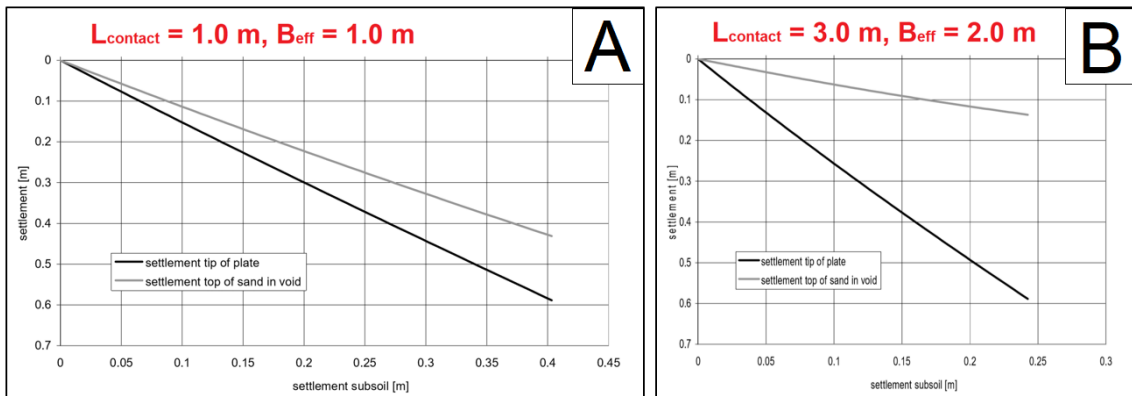 Lcontact = 1.0 m, Beff = 1.0 m
A
0
0.1
0.2
0.3
0.4
0.5
0.6
0.7
settlement [m]
settlement tip of plate
settlement top of sand in void
0 0.05 0.1 0.15 0.2 0.25 0.3 0.35 0.4 0.45
settlement subsoil [m]
Lcontact = 3.0 m, Beff = 2.0 m
B
0
0.1
0.2
0.3
0.4
0.5
0.6
0.7
settlement [m]
settlement tip of plate
settlement top of sand in void
0 0.05 0.1 0.15 0.2 0.25 0.3
settlement subsoil [m]